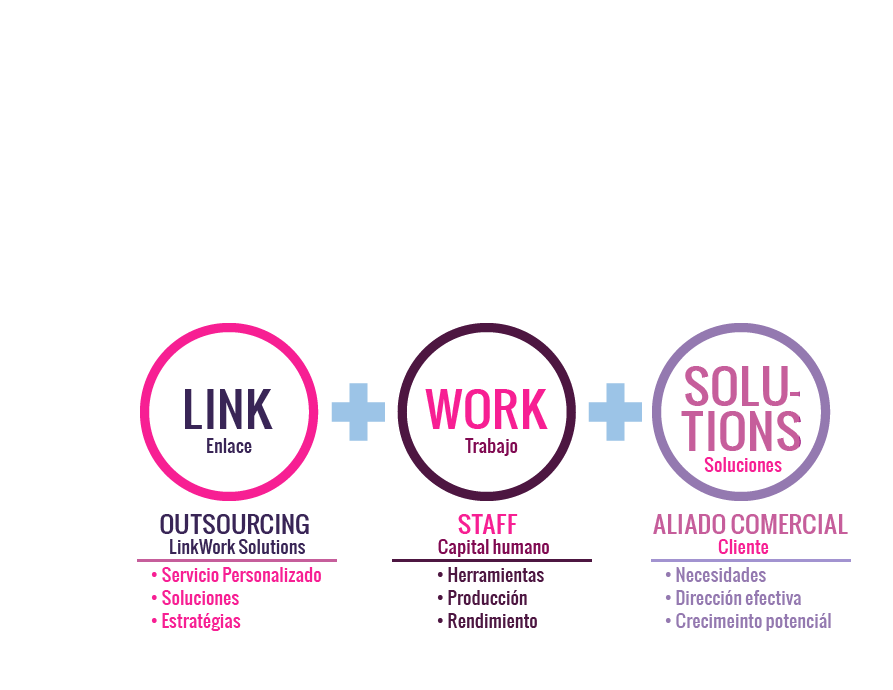 LINK
Enlace
WORK
Trabajo
SOLU-
TIONS
Soluciones
OUTSOURCING
LinkWork Solutions
• Servicio Personalizado
• Soluciones
• Estratégias
STAFF
Capital humano
• Herramientas
• Producción
• Rendimiento
ALIADO COMERCIAL
Cliente
• Necesidades
• Dirección efectiva
• Crecimeinto potenciál